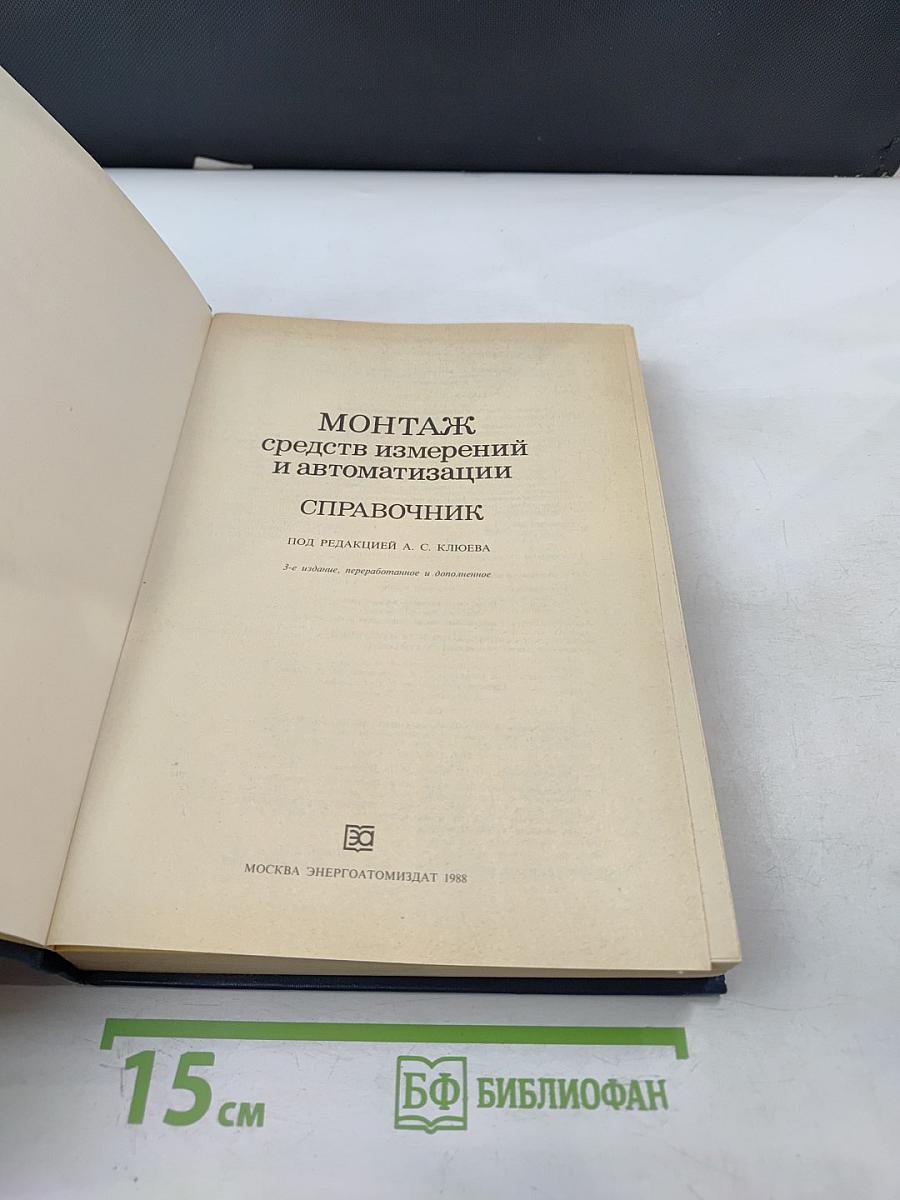 МОНТАЖ
средств измерений
и автоматизации
СПРАВОЧНИК
ПОД РЕДАКЦИЕЙ А. С. КЛЮЕВА
3-е издание, переработанное и дополненное
ЭА
МОСКВА ЭНЕРГОАТОМИЗДАТ 1988
15 см
БФ БИБЛИОФАН